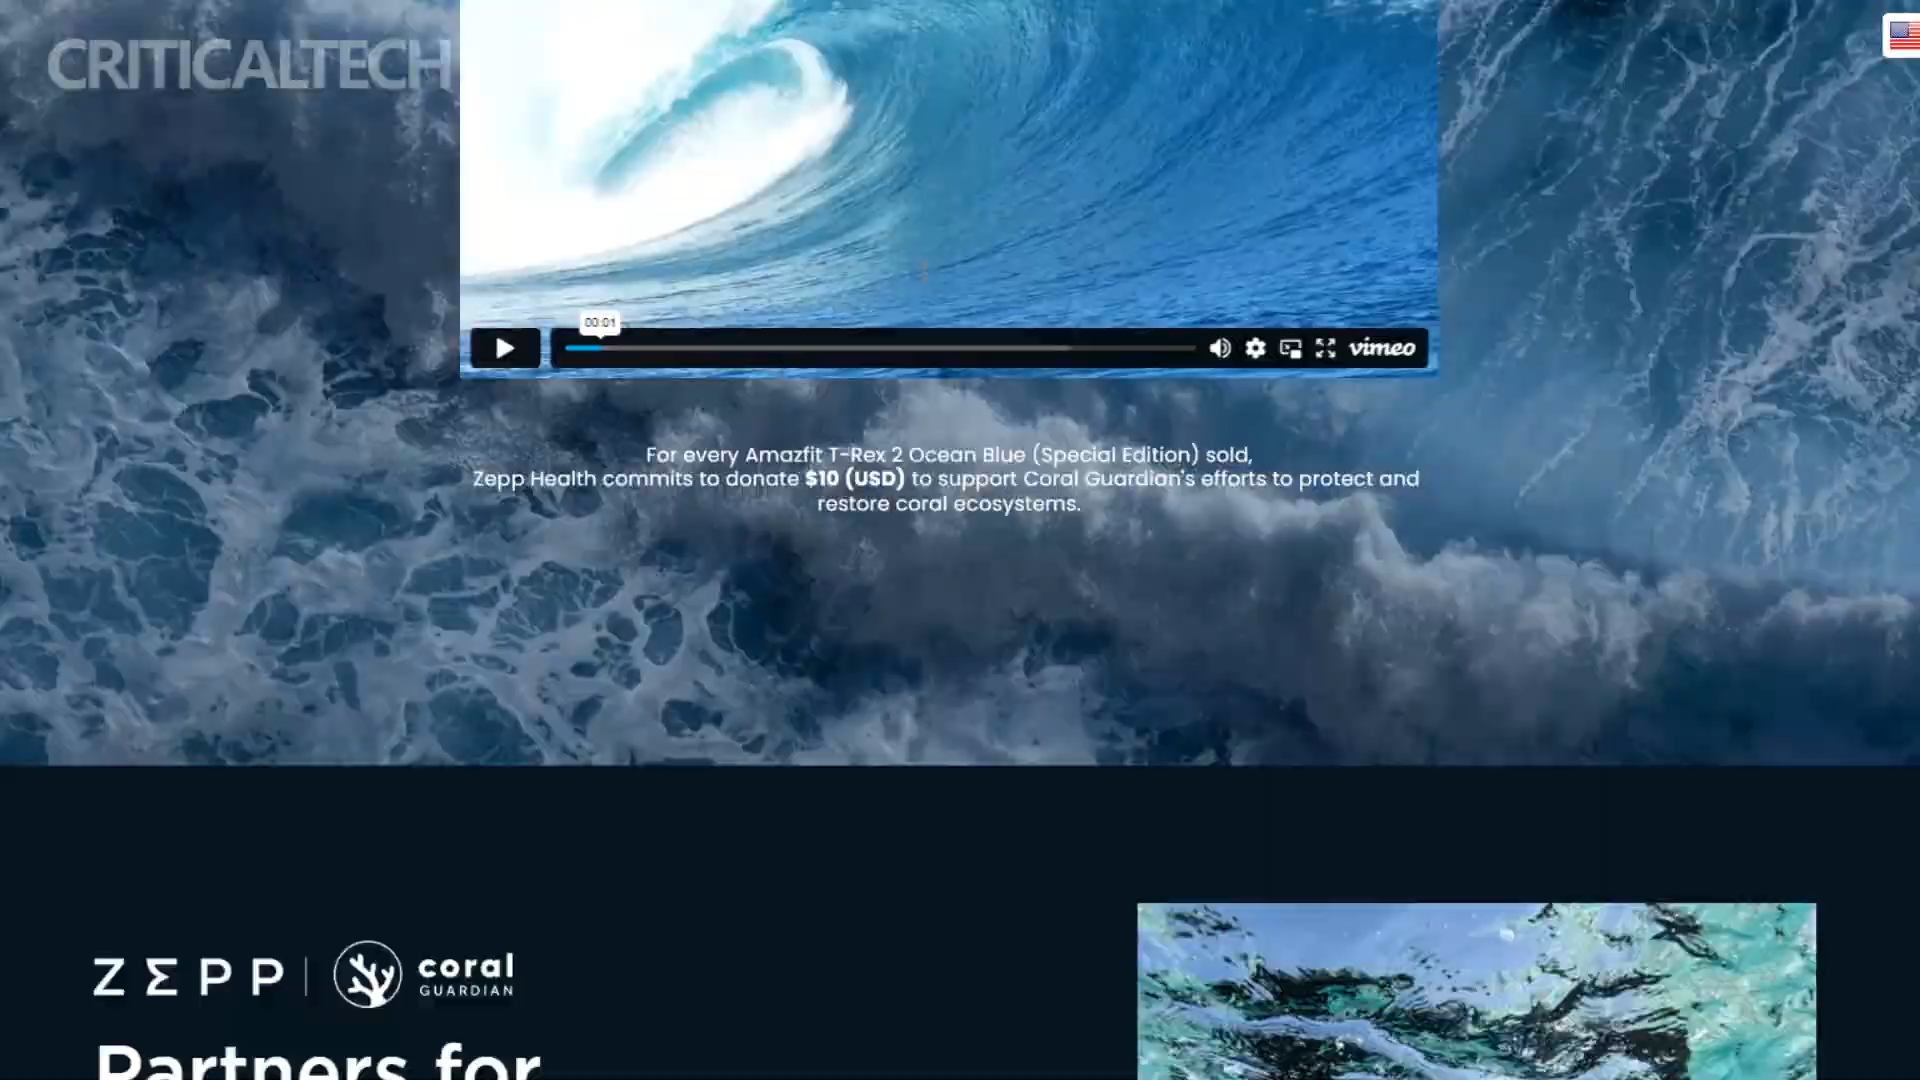 CRITICALTECH
00:01
vimeo
For every Amazfit T-Rex 2 Ocean Blue (Special Edition) sold,
Zepp Health commits to donate $10 (USD) to support Coral Guardian's efforts to protect and
restore coral ecosystems.
ZEPP | coral
GUARDIAN
Partners for